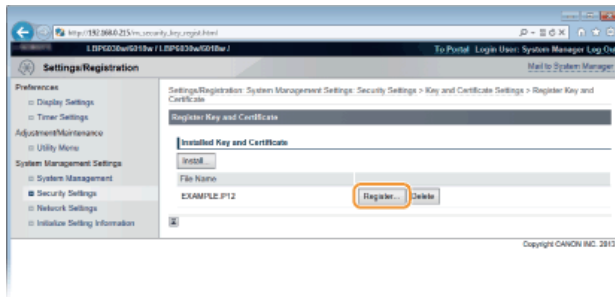 http://192.168.0.215/m_security_key_regist.html
LBP6030w/6018w / LBP6030w/6018w /
To Portal Login User: System Manager Log Out
Settings/Registration
Mail to System Manager
Preferences
Display Settings
Timer Settings
Adjustment/Maintenance
Utility Menu
System Management Settings
System Management
Security Settings
Network Settings
Initialize Setting Information
Settings/Registration: System Management Settings: Security Settings > Key and Certificate Settings > Register Key and
Certificate
Register Key and Certificate
Installed Key and Certificate
Install...
File Name
EXAMPLE.P12
Register...
Delete
Copyright CANON INC. 2013